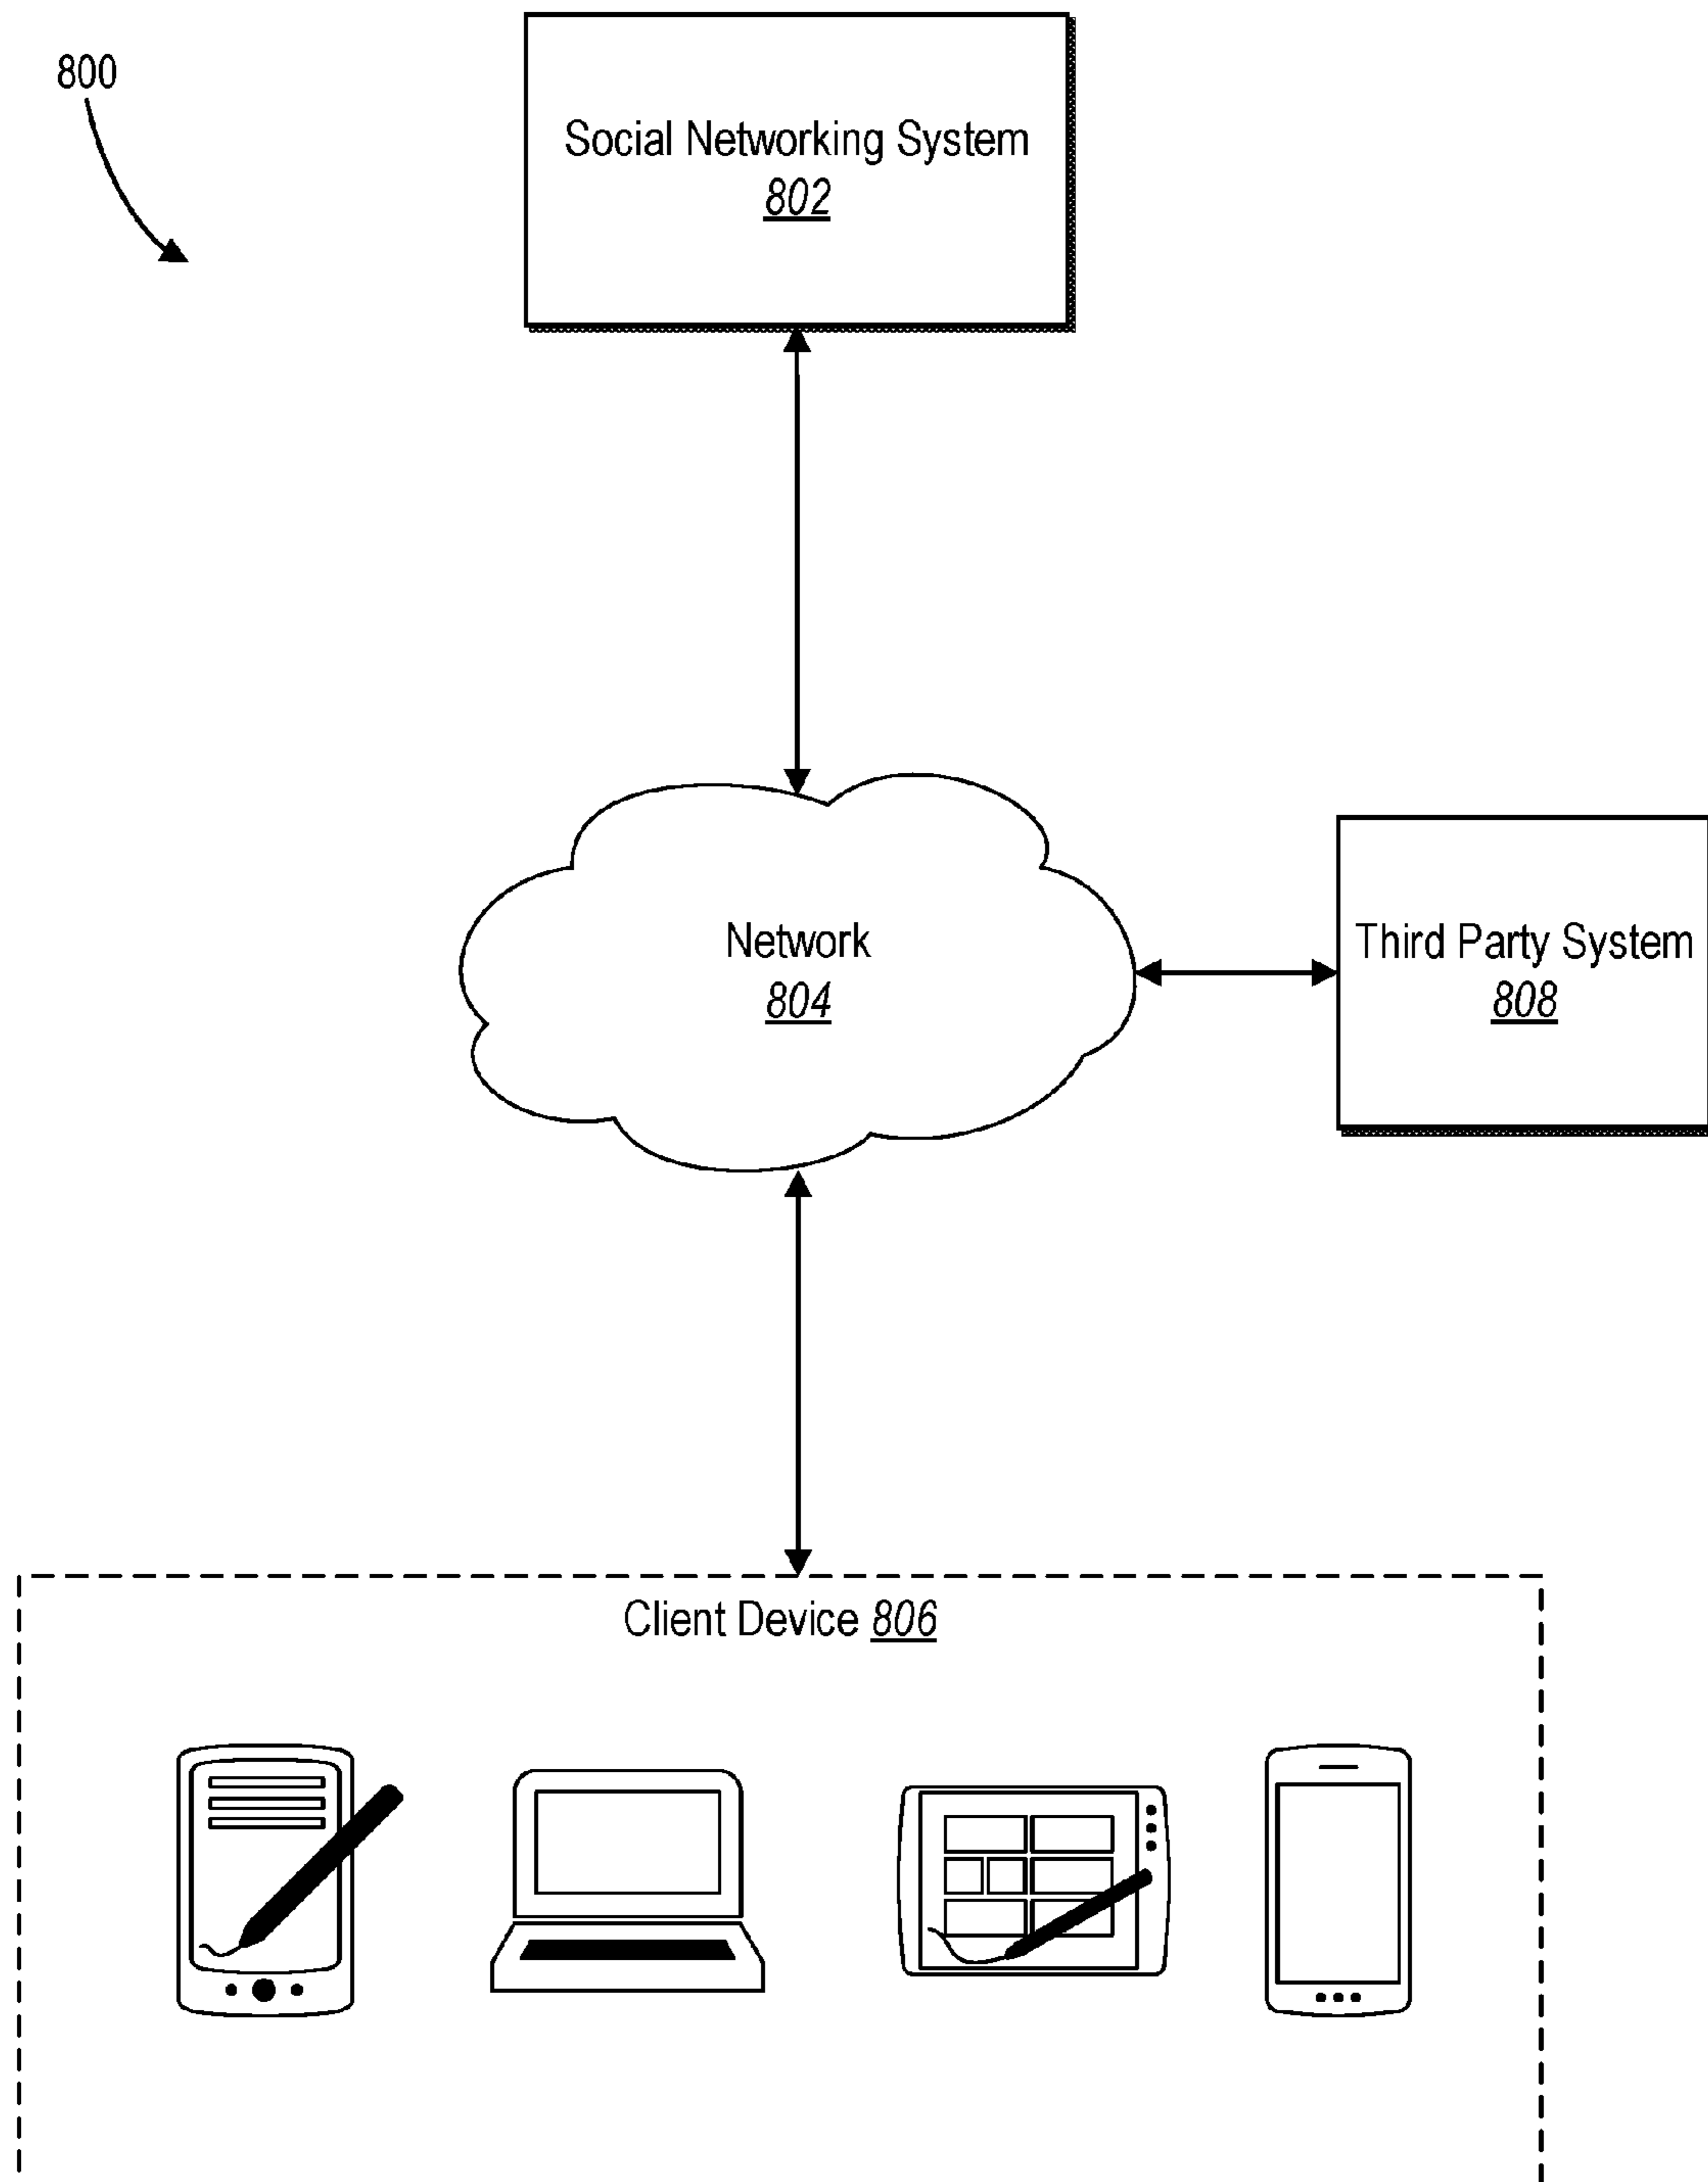 800
Social Networking System
802
Network
804
Third Party System
808
Client Device 806